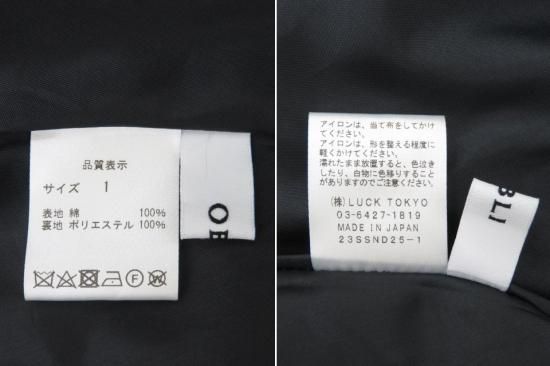 品質表示
サイズ 1
表地 綿 100%
裏地 ポリエステル 100%
アイロンは、当て布をしてかけ
てください。
アイロンは、形を整える程度に
軽くかけてください。
濡れたまま放置すると、色泣き
したり、白物に色移りすることが
ありますのでご注意ください。
(株)LUCK TOKYO
03-6427-1819
MADE IN JAPAN
23SSND25-1
BLI